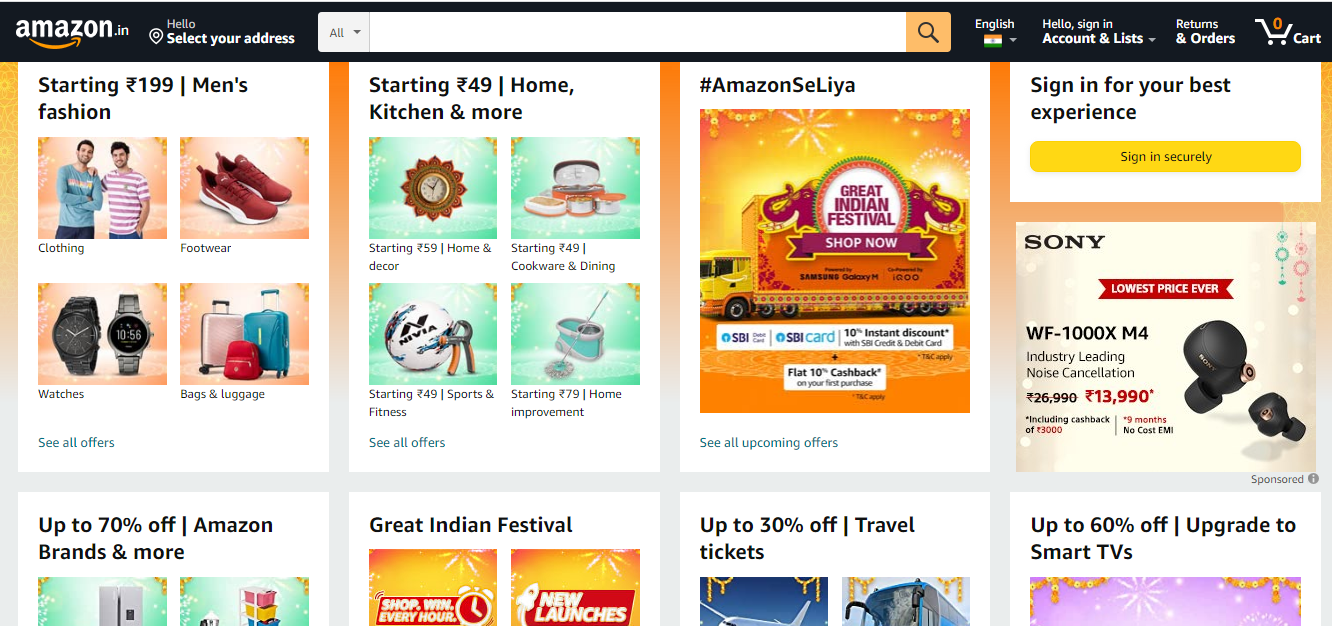 amazon.in
Hello
Select your address
All
English
Hello, sign in
Account & Lists
Returns
& Orders
0
Cart
Starting ₹199 | Men's
fashion
Clothing
Footwear
10:56
Watches
Bags & luggage
See all offers
Starting ₹49 | Home,
Kitchen & more
Starting ₹59 | Home &
decor
Starting ₹49 |
Cookware & Dining
NIVIA
Starting ₹49 | Sports &
Fitness
Starting ₹79 | Home
improvement
See all offers
#AmazonSeLiya
GREAT
INDIAN
FESTIVAL
SHOP NOW
Powered by
SAMSUNG Galaxy M
Co-Powered by
iQOO
SBI Debit Card
SBI card
10% Instant discount*
with SBI Credit & Debit Card
*T&C apply
+
Flat 10% Cashback*
on your first purchase
*T&C apply
See all upcoming offers
Sign in for your best
experience
Sign in securely
SONY
LOWEST PRICE EVER
WF-1000X M4
Industry Leading
Noise Cancellation
₹26,990 ₹13,990*
*Including cashback
of ₹3000
*9 months
No Cost EMI
SONY
Sponsored
Up to 70% off | Amazon
Brands & more
Great Indian Festival
SHOP. WIN.
EVERY HOUR.
NEW
LAUNCHES
Up to 30% off | Travel
tickets
Up to 60% off | Upgrade to
Smart TVs